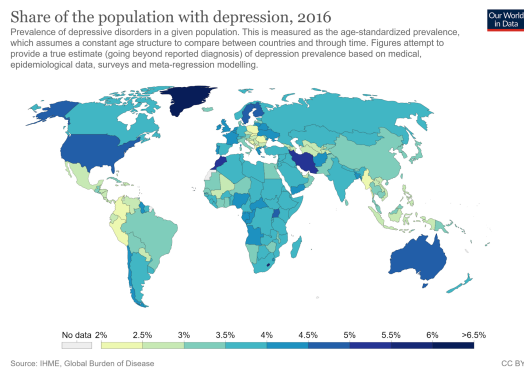 Share of the population with depression, 2016
Our World
in Data
Prevalence of depressive disorders in a given population. This is measured as the age-standardized prevalence,
which assumes a constant age structure to compare between countries and through time. Figures attempt to
provide a true estimate (going beyond reported diagnosis) of depression prevalence based on medical,
epidemiological data, surveys and meta-regression modelling.
No data 2% 2.5% 3% 3.5% 4% 4.5% 5% 5.5% 6% >6.5%
Source: IHME, Global Burden of Disease
CC BY